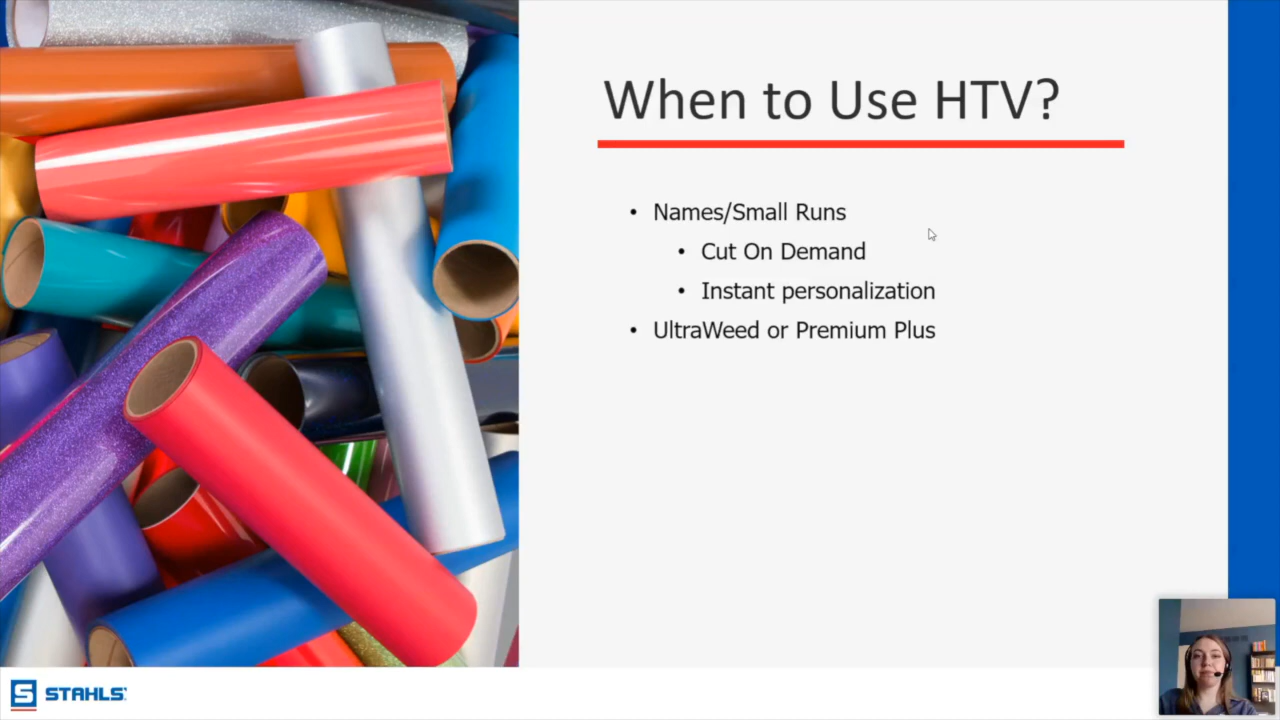 When to Use HTV?
• Names/Small Runs
• Cut On Demand
• Instant personalization
• UltraWeed or Premium Plus
S STAHLS'